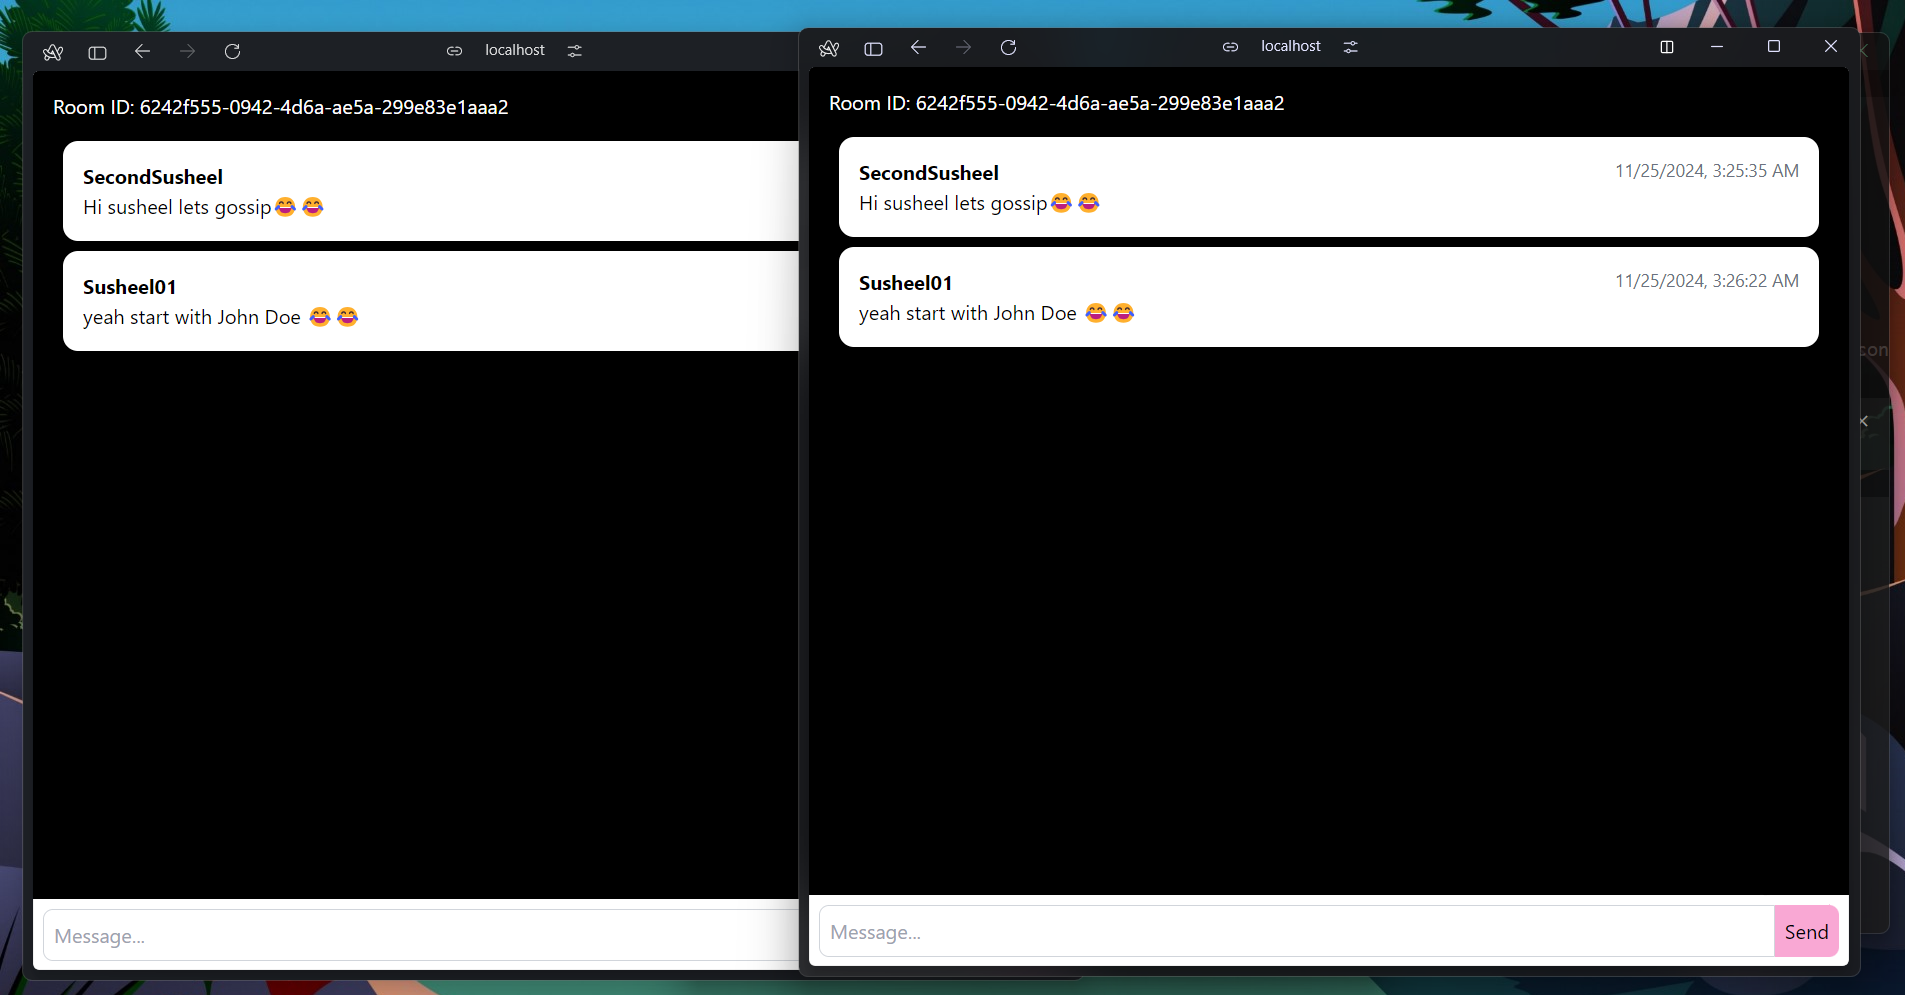 localhost
Room ID: 6242f555-0942-4d6a-ae5a-299e83e1aaa2
SecondSusheel
Hi susheel lets gossip😂😂
Susheel01
yeah start with John Doe 😂😂
Message...
localhost
Room ID: 6242f555-0942-4d6a-ae5a-299e83e1aaa2
SecondSusheel 11/25/2024, 3:25:35 AM
Hi susheel lets gossip😂😂
Susheel01 11/25/2024, 3:26:22 AM
yeah start with John Doe 😂😂
Message... Send
con